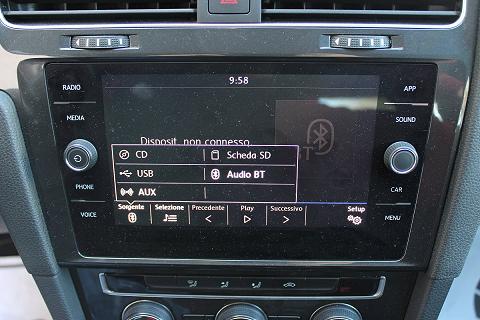 9:58
RADIO
APP
MEDIA
SOUND
Disposit. non connesso.
CD
Scheda SD
USB
Audio BT
AUX
PHONE
CAR
VOICE
MENU
Sorgente Selezione Precedente Play Successivo Setup